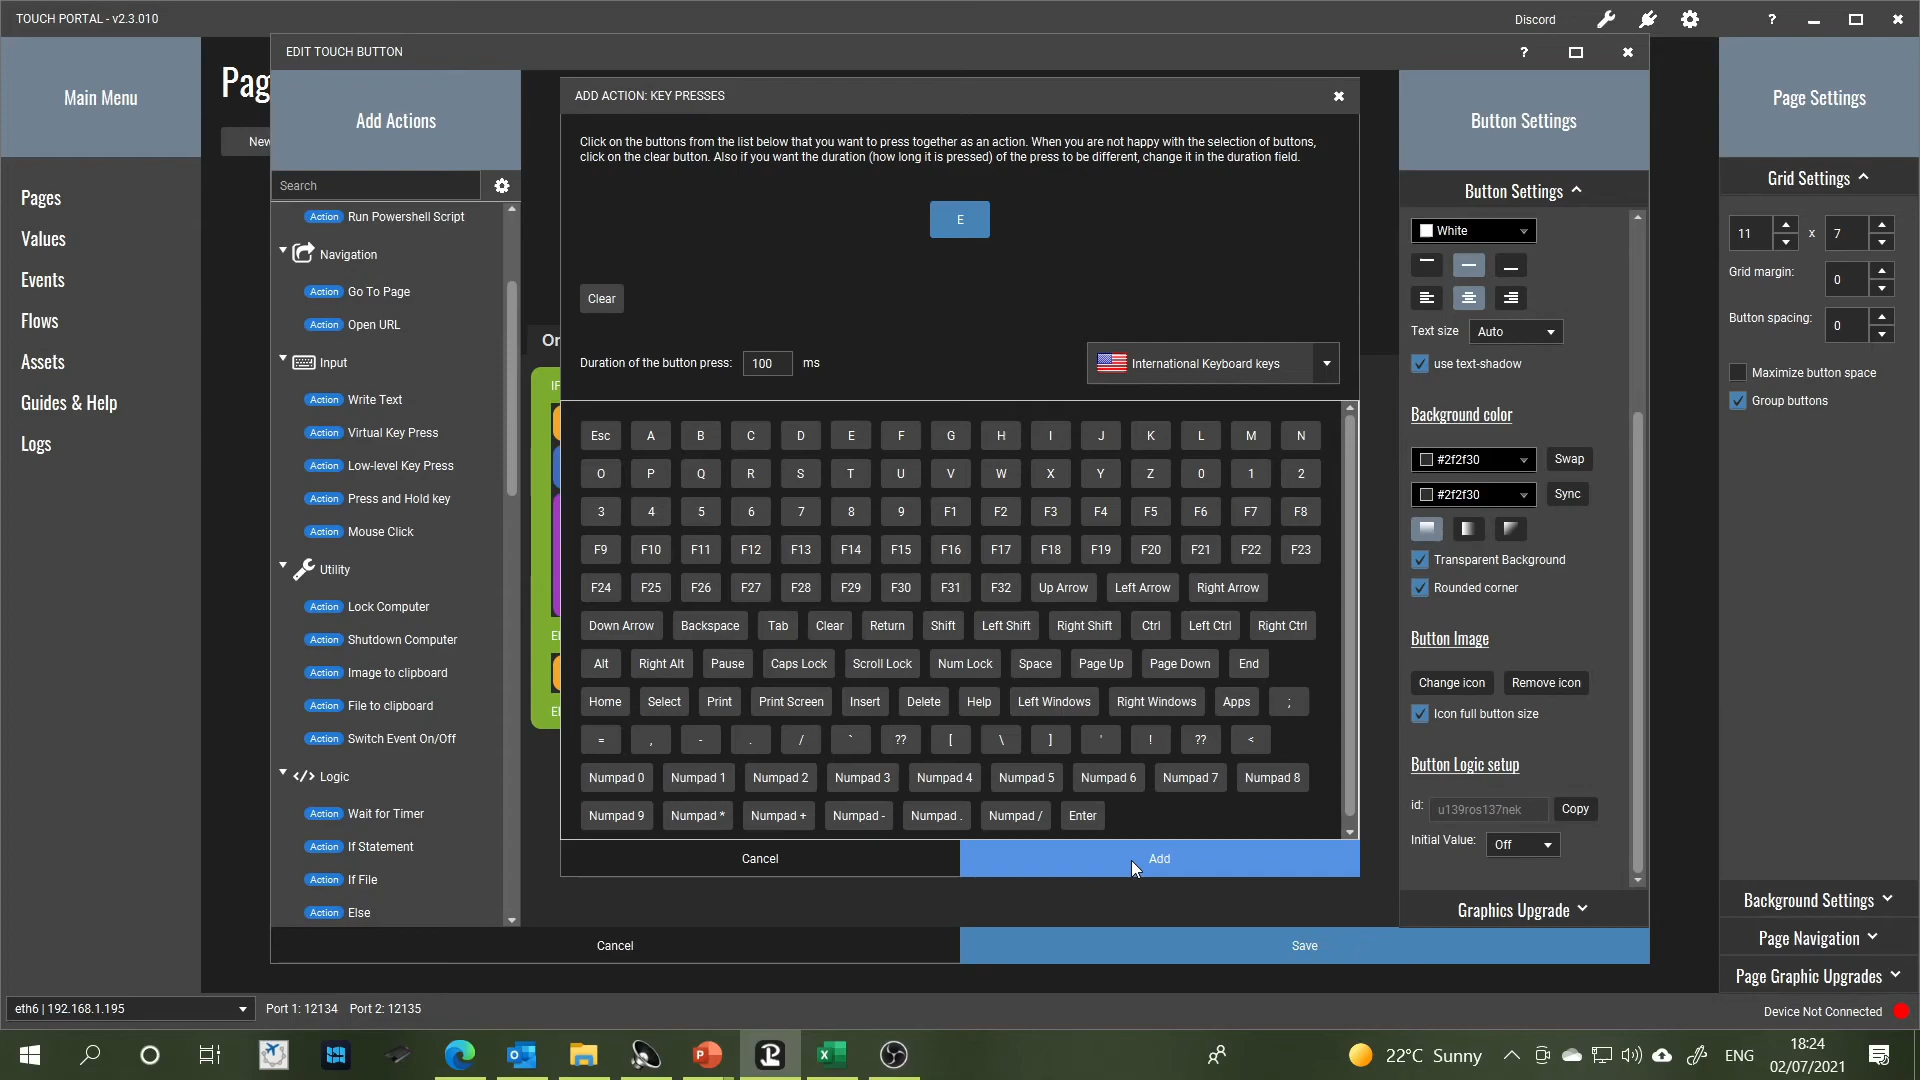 TOUCH PORTAL - v2.3.010
Discord
?
EDIT TOUCH BUTTON
?
Main Menu
Pages
Values
Events
Flows
Assets
Guides & Help
Logs
Pag
New
Add Actions
Search
Action Run Powershell Script
Navigation
Action Go To Page
Action Open URL
Input
Action Write Text
Action Virtual Key Press
Action Low-level Key Press
Action Press and Hold key
Action Mouse Click
Utility
Action Lock Computer
Action Shutdown Computer
Action Image to clipboard
Action File to clipboard
Action Switch Event On/Off
</> Logic
Action Wait for Timer
Action If Statement
Action If File
Action Else
Or
IF
El
El
ADD ACTION: KEY PRESSES
Click on the buttons from the list below that you want to press together as an action. When you are not happy with the selection of buttons,
click on the clear button. Also if you want the duration (how long it is pressed) of the press to be different, change it in the duration field.
E
Clear
Duration of the button press: 100 ms
International Keyboard keys
Esc A B C D E F G H I J K L M N
O P Q R S T U V W X Y Z 0 1 2
3 4 5 6 7 8 9 F1 F2 F3 F4 F5 F6 F7 F8
F9 F10 F11 F12 F13 F14 F15 F16 F17 F18 F19 F20 F21 F22 F23
F24 F25 F26 F27 F28 F29 F30 F31 F32 Up Arrow Left Arrow Right Arrow
Down Arrow Backspace Tab Clear Return Shift Left Shift Right Shift Ctrl Left Ctrl Right Ctrl
Alt Right Alt Pause Caps Lock Scroll Lock Num Lock Space Page Up Page Down End
Home Select Print Print Screen Insert Delete Help Left Windows Right Windows Apps ;
= , - . / ` ?? [ \ ] ' ! ?? <
Numpad 0 Numpad 1 Numpad 2 Numpad 3 Numpad 4 Numpad 5 Numpad 6 Numpad 7 Numpad 8
Numpad 9 Numpad * Numpad + Numpad - Numpad . Numpad / Enter
Cancel
Add
Cancel
Save
Button Settings
Button Settings
White
Text size Auto
use text-shadow
Background color
#2f2f30 Swap
#2f2f30 Sync
Transparent Background
Rounded corner
Button Image
Change icon Remove icon
Icon full button size
Button Logic setup
id: u139ros137nek Copy
Initial Value: Off
Graphics Upgrade
Page Settings
Grid Settings
11 x 7
Grid margin: 0
Button spacing: 0
Maximize button space
Group buttons
Background Settings
Page Navigation
Page Graphic Upgrades
eth6 | 192.168.1.195
Port 1: 12134 Port 2: 12135
Device Not Connected
22°C Sunny
ENG
18:24
02/07/2021